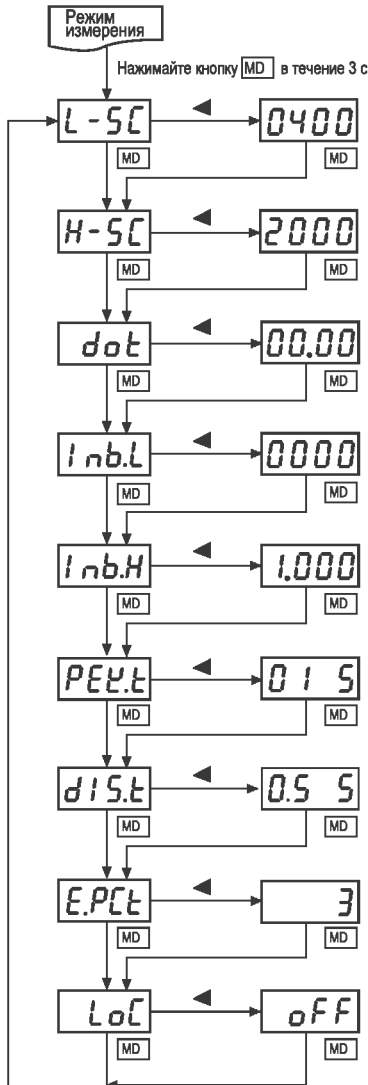 Режим
измерения
Нажимайте кнопку MD в течение 3 с
L-SC ◀ 0400
MD MD
H-SC ◀ 2000
MD MD
dot ◀ 00.00
MD MD
Inb.L ◀ 0000
MD MD
Inb.H ◀ 1.000
MD MD
PEK.t ◀ 01 S
MD MD
dIS.t ◀ 0.5 S
MD MD
E.PCt ◀ 3
MD MD
LoC ◀ oFF
MD MD